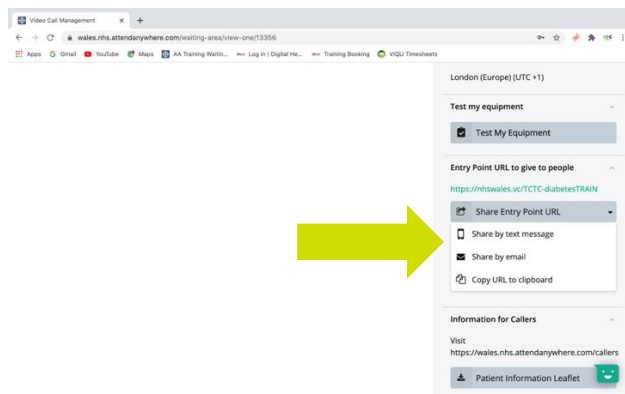 Video Call Management
wales.nhs.attendanywhere.com/waiting-area/view-one/13356
Apps Gmail YouTube Maps AA Training Waitin... Log in | Digital He... Training Booking VIQU Timesheets
London (Europe) (UTC +1)
Test my equipment
Test My Equipment
Entry Point URL to give to people
https://nhswales.vc/TCTC-diabetesTRAIN
Share Entry Point URL
Share by text message
Share by email
Copy URL to clipboard
Information for Callers
Visit
https://wales.nhs.attendanywhere.com/callers
Patient Information Leaflet